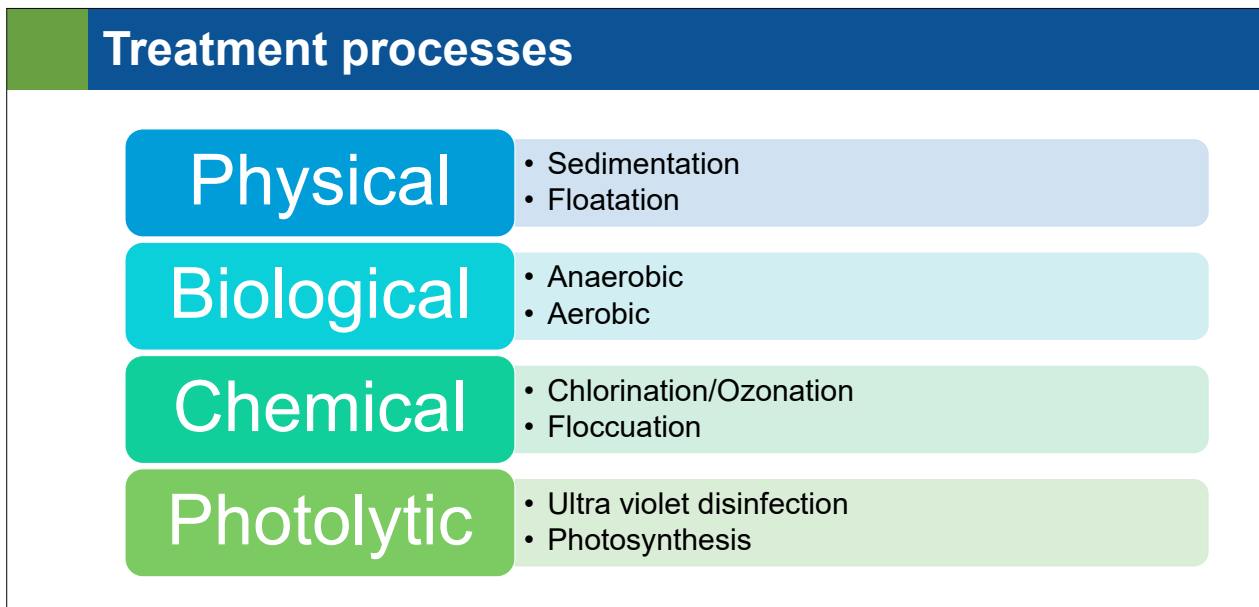 Treatment processes
Physical
• Sedimentation
• Floatation
Biological
• Anaerobic
• Aerobic
Chemical
• Chlorination/Ozonation
• Floccuation
Photolytic
• Ultra violet disinfection
• Photosynthesis